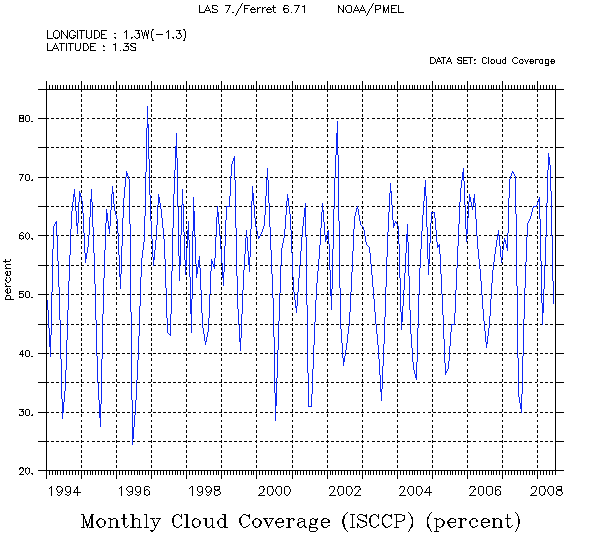 LAS 7./Ferret 6.71 NOAA/PMEL
LONGITUDE : 1.3W(-1.3)
LATITUDE : 1.3S
DATA SET: Cloud Coverage
80.
70.
60.
50.
40.
30.
20.
percent
1994 1996 1998 2000 2002 2004 2006 2008
Monthly Cloud Coverage (ISCCP) (percent)